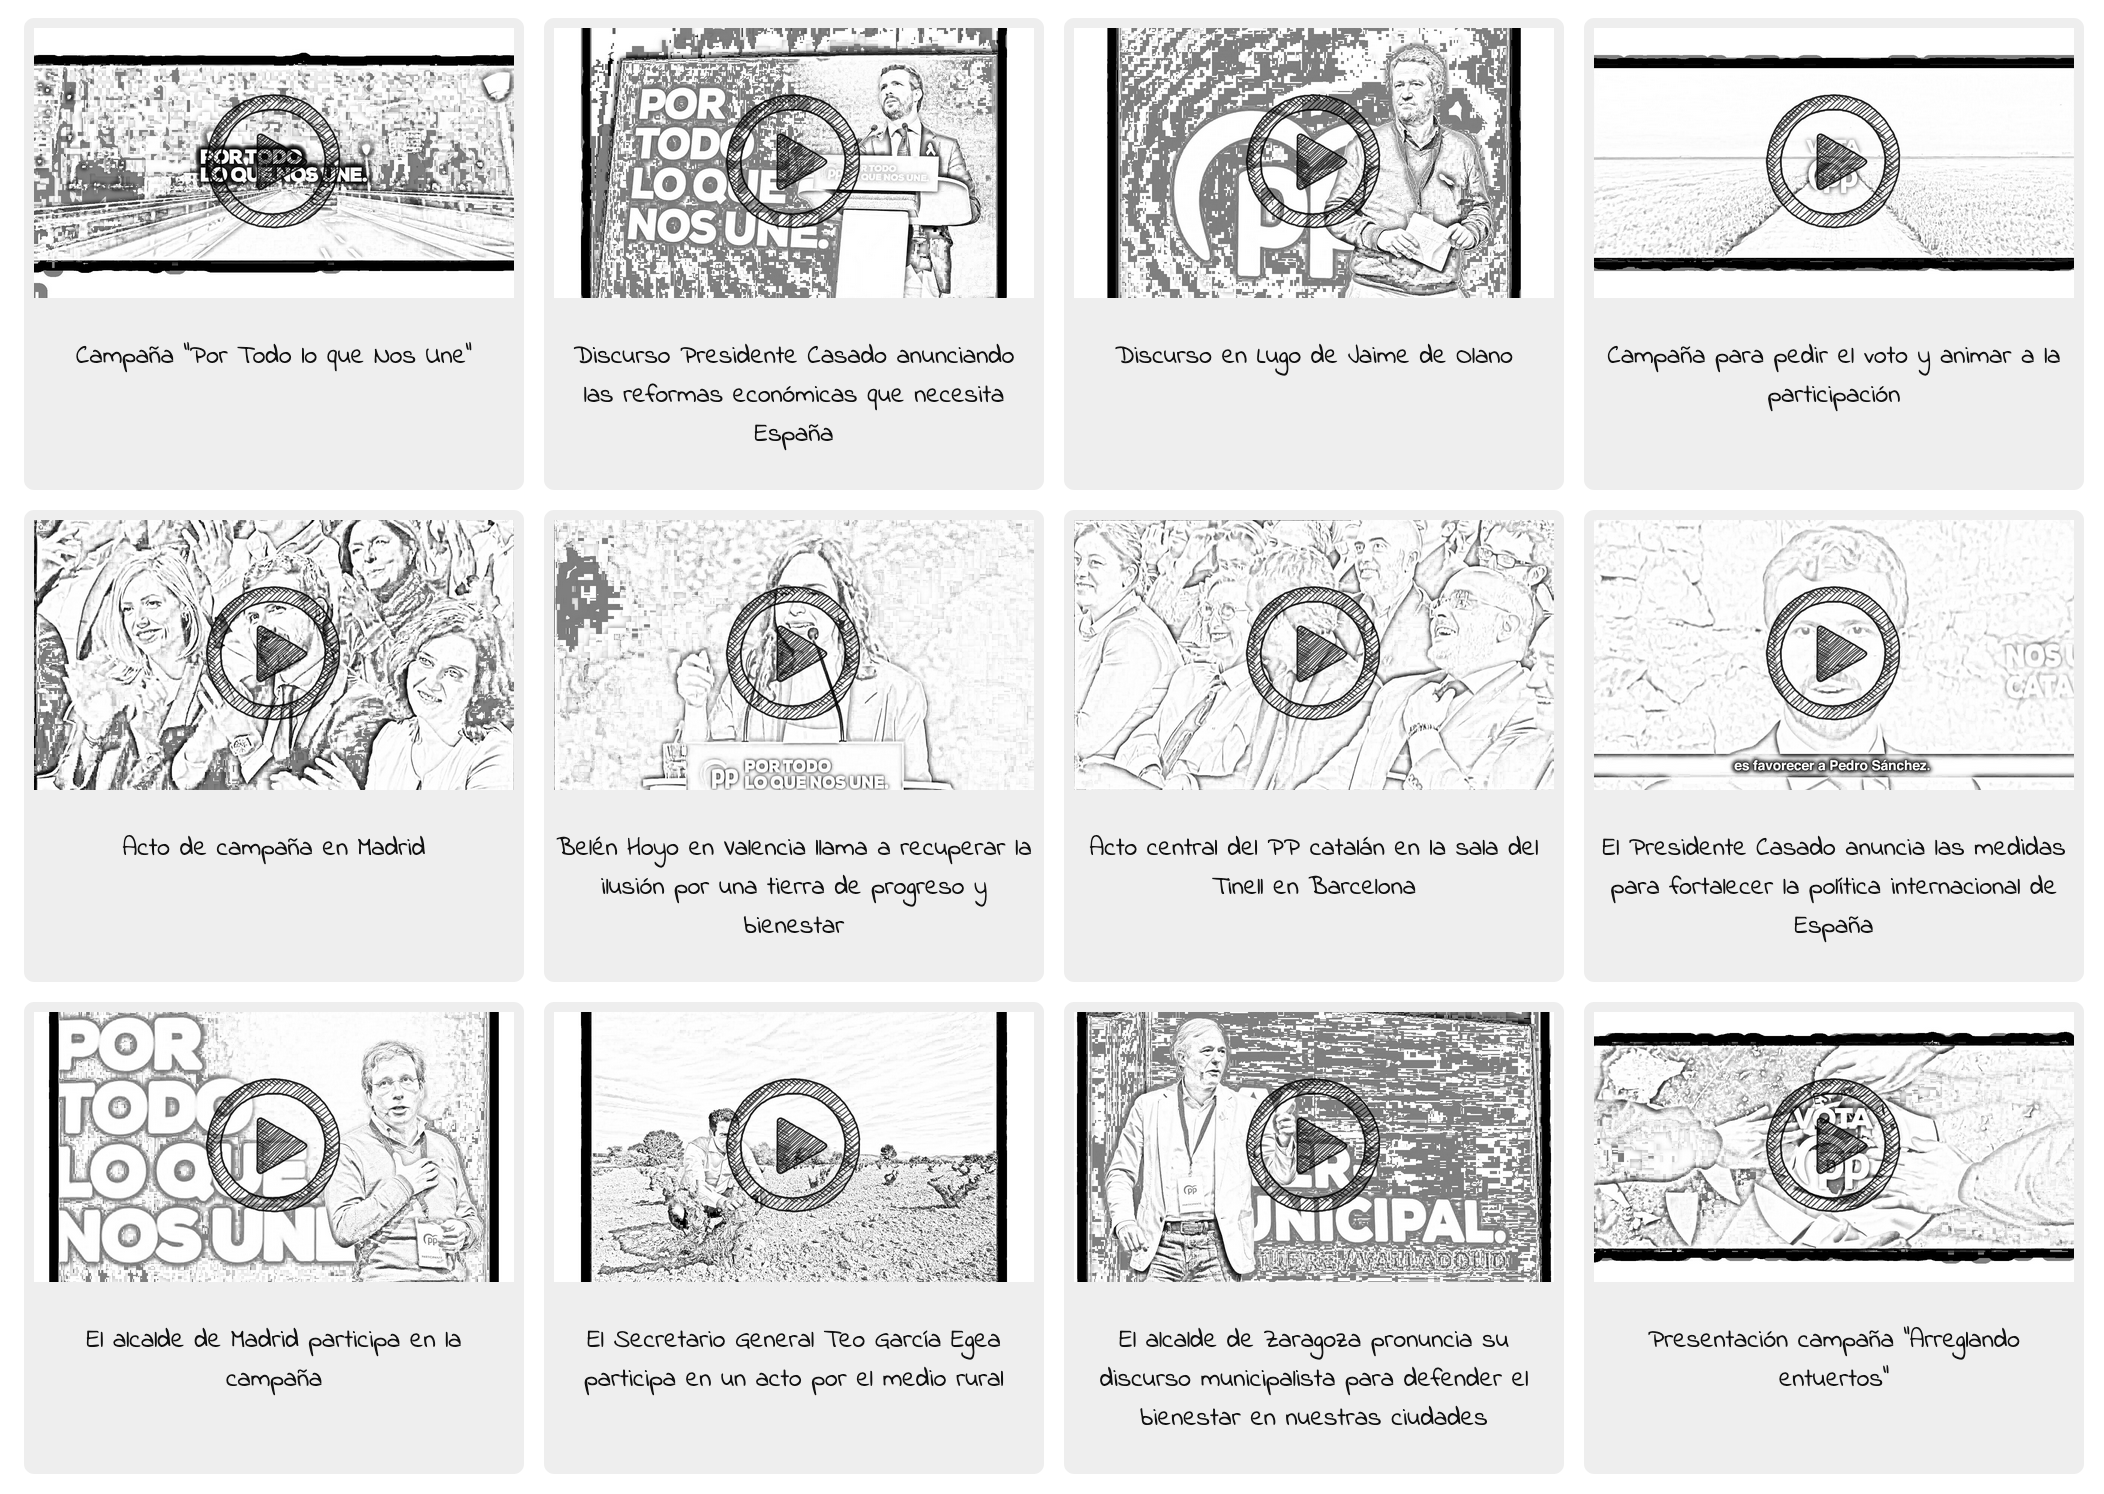 POR TODO
LO QUE NOS UNE.
Campaña "Por Todo lo que Nos Une"
POR
TODO
LO QUE
NOS UNE.
pp POR TODO
LO QUE NOS UNE.
Discurso Presidente Casado anunciando
las reformas económicas que necesita
España
pp
Discurso en Lugo de Jaime de Olano
VOTA
pp
Campaña para pedir el voto y animar a la
participación
Acto de campaña en Madrid
pp POR TODO
LO QUE NOS UNE.
Belén Hoyo en Valencia llama a recuperar la
ilusión por una tierra de progreso y
bienestar
Acto central del PP catalán en la sala del
Tinell en Barcelona
NOS U
CATA
es favorecer a Pedro Sánchez.
El Presidente Casado anuncia las medidas
para fortalecer la política internacional de
España
POR
TODO
LO QUE
NOS UNE
pp
El alcalde de Madrid participa en la
campaña
El Secretario General Teo García Egea
participa en un acto por el medio rural
pp
UNICIPAL.
VALLADOLID
El alcalde de Zaragoza pronuncia su
discurso municipalista para defender el
bienestar en nuestras ciudades
VOTA
pp
Presentación campaña "Arreglando
entuertos"